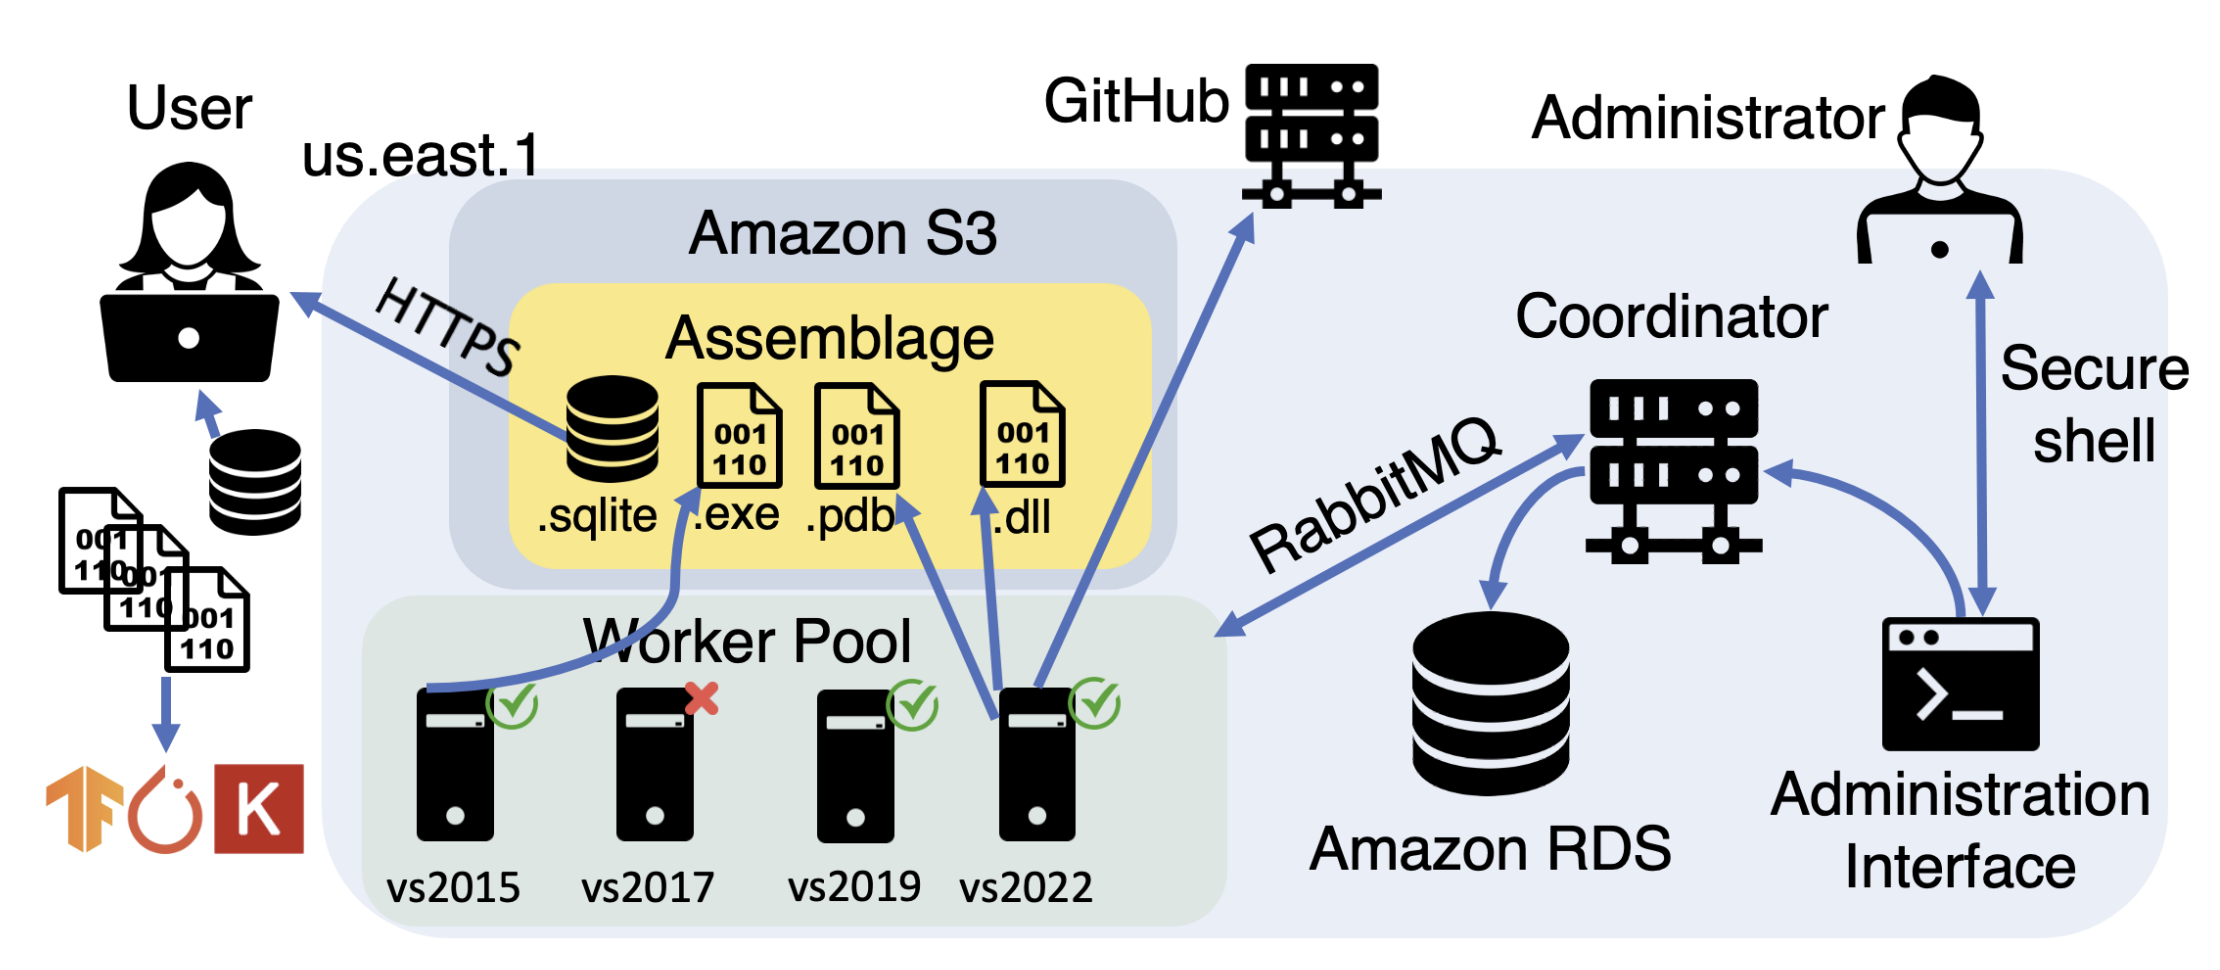 User
us.east.1
GitHub
Administrator
Amazon S3
HTTPS
Assemblage
001
110
001
110
001
110
.sqlite
.exe
.pdb
.dll
Coordinator
Secure
shell
RabbitMQ
001
110
001
110
001
110
Worker Pool
vs2015
vs2017
vs2019
vs2022
Amazon RDS
>_
Administration
Interface
K